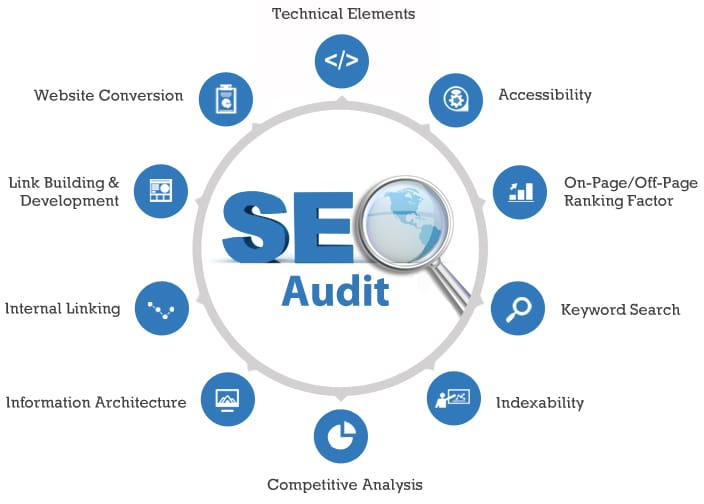 Technical Elements
</>
Website Conversion
Accessibility
Link Building &
Development
On-Page/Off-Page
Ranking Factor
SEO
Audit
Internal Linking
Keyword Search
Information Architecture
Indexability
Competitive Analysis